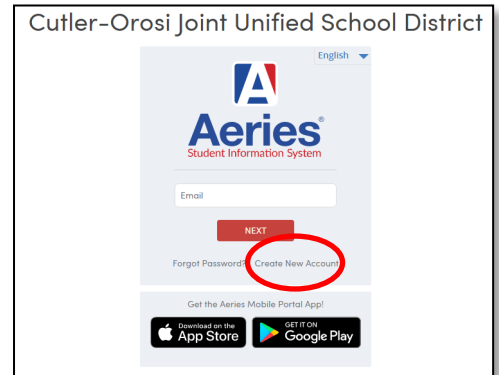 Cutler-Orosi Joint Unified School District
English
Aeries®
Student Information System
Email
NEXT
Forgot Password? Create New Account
Get the Aeries Mobile Portal App!
Download on the
App Store
GET IT ON
Google Play